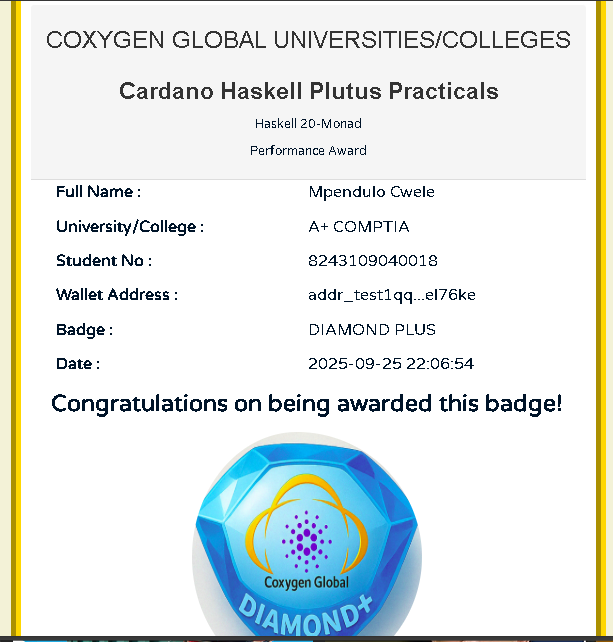 COXYGEN GLOBAL UNIVERSITIES/COLLEGES
Cardano Haskell Plutus Practicals
Haskell 20-Monad
Performance Award
Full Name : Mpendulo Cwele
University/College : A+ COMPTIA
Student No : 8243109040018
Wallet Address : addr_test1qq...el76ke
Badge : DIAMOND PLUS
Date : 2025-09-25 22:06:54
Congratulations on being awarded this badge!
Coxygen Global
DIAMOND+